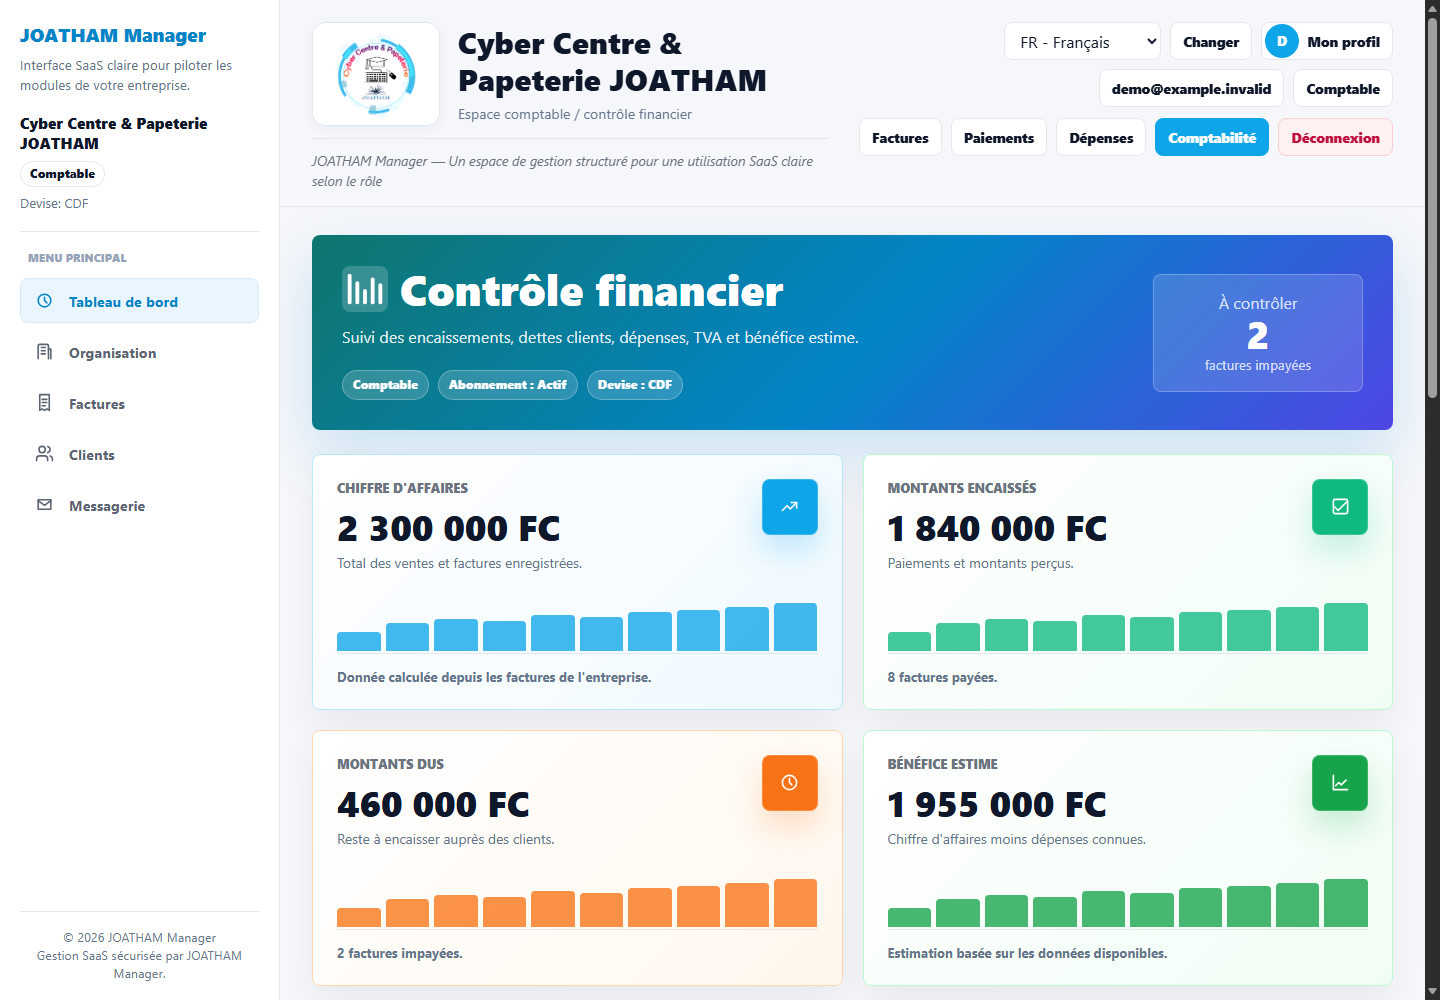 JOATHAM Manager
Interface SaaS claire pour piloter les
modules de votre entreprise.
Cyber Centre & Papeterie
JOATHAM
Comptable
Devise: CDF
MENU PRINCIPAL
Tableau de bord
Organisation
Factures
Clients
Messagerie
© 2026 JOATHAM Manager
Gestion SaaS sécurisée par JOATHAM
Manager.
Cyber Centre & Papeterie
JOATHAM
Cyber Centre &
Papeterie JOATHAM
Espace comptable / contrôle financier
JOATHAM Manager — Un espace de gestion structuré pour une utilisation SaaS claire
selon le rôle
FR - Français
Changer
D
Mon profil
demo@example.invalid
Comptable
Factures
Paiements
Dépenses
Comptabilité
Déconnexion
Contrôle financier
Suivi des encaissements, dettes clients, dépenses, TVA et bénéfice estime.
Comptable
Abonnement : Actif
Devise : CDF
À contrôler
2
factures impayées
CHIFFRE D'AFFAIRES
2 300 000 FC
Total des ventes et factures enregistrées.
Donnée calculée depuis les factures de l'entreprise.
MONTANTS ENCAISSÉS
1 840 000 FC
Paiements et montants perçus.
8 factures payées.
MONTANTS DUS
460 000 FC
Reste à encaisser auprès des clients.
2 factures impayées.
BÉNÉFICE ESTIME
1 955 000 FC
Chiffre d'affaires moins dépenses connues.
Estimation basée sur les données disponibles.